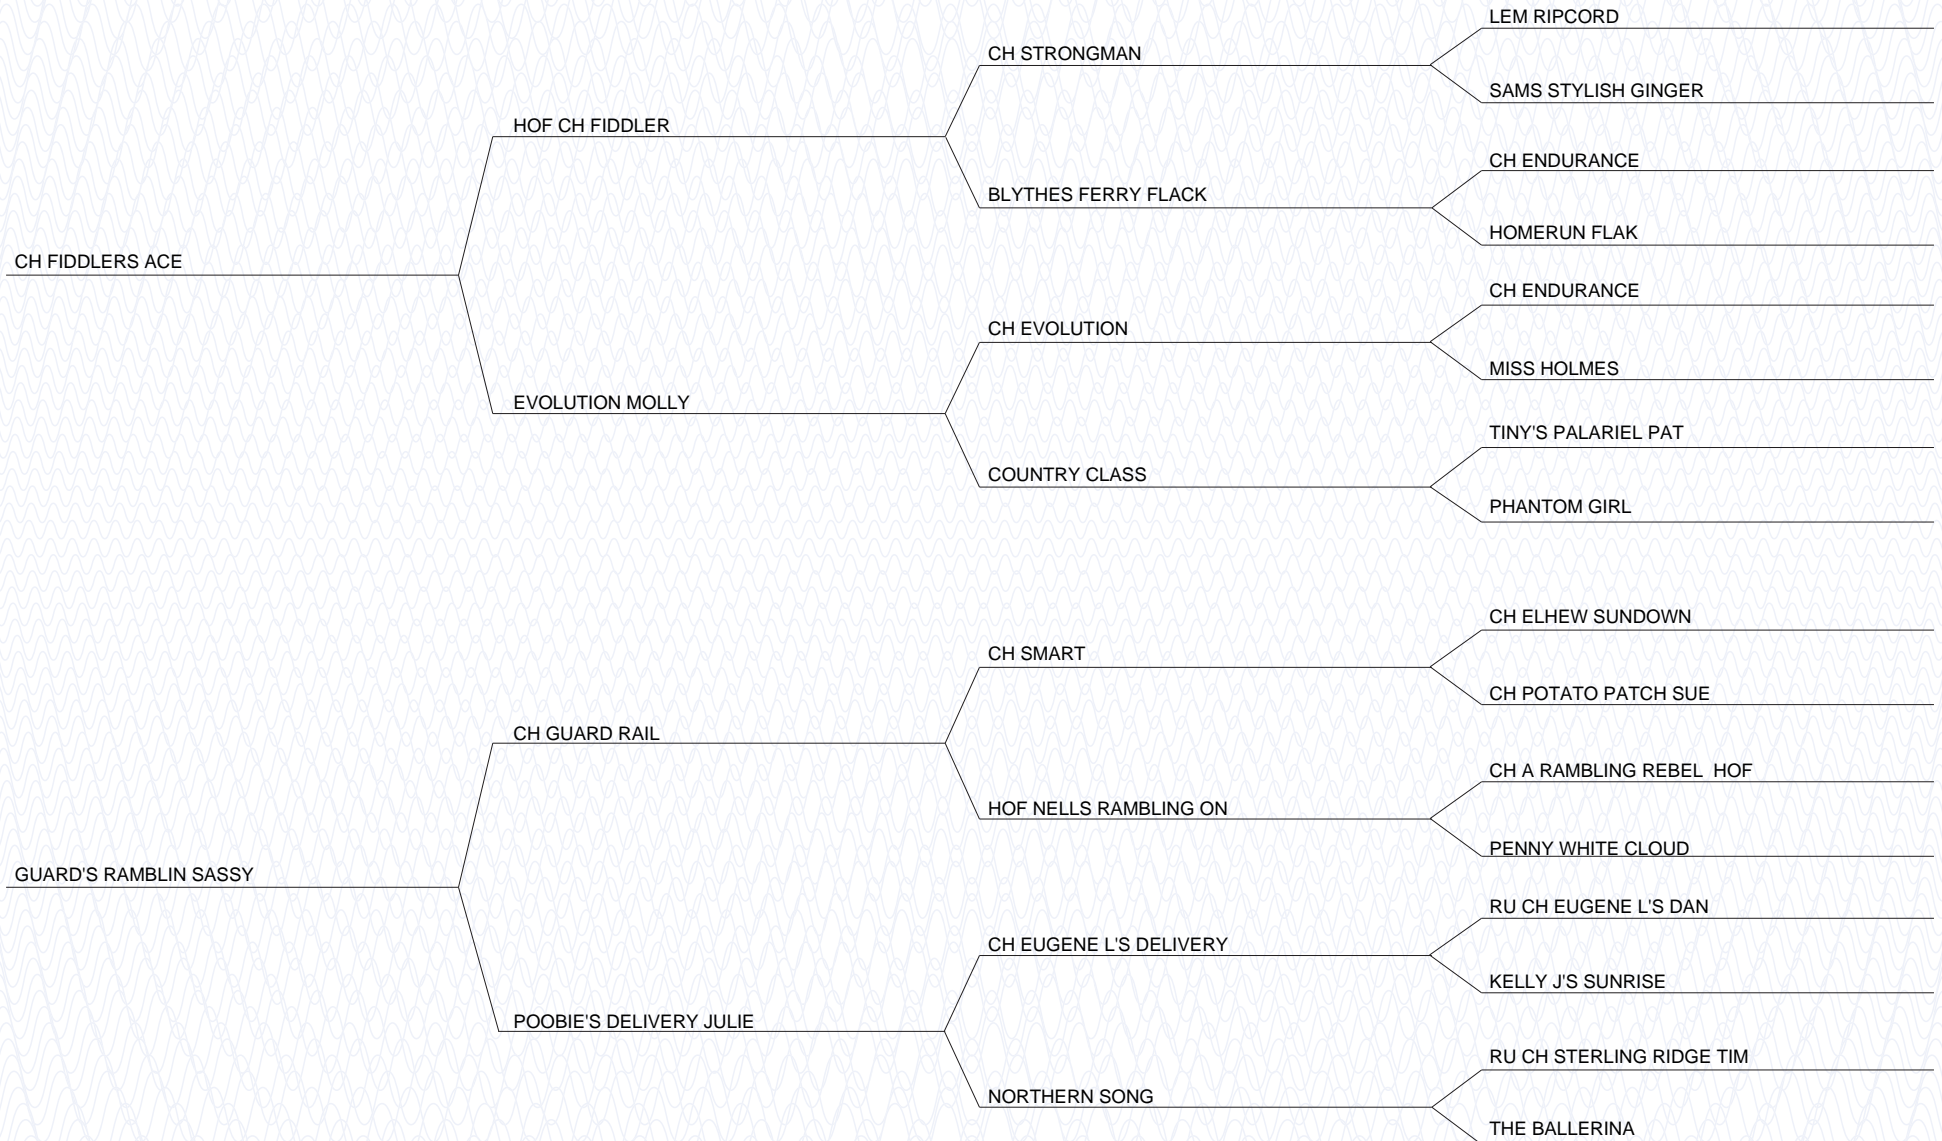 LEM RIPCORD
CH STRONGMAN
SAMS STYLISH GINGER
HOF CH FIDDLER
CH ENDURANCE
BLYTHES FERRY FLACK
HOMERUN FLAK
CH FIDDLERS ACE
CH ENDURANCE
CH EVOLUTION
MISS HOLMES
EVOLUTION MOLLY
TINY'S PALARIEL PAT
COUNTRY CLASS
PHANTOM GIRL
CH ELHEW SUNDOWN
CH SMART
CH POTATO PATCH SUE
CH GUARD RAIL
CH A RAMBLING REBEL  HOF
HOF NELLS RAMBLING ON
PENNY WHITE CLOUD
GUARD'S RAMBLIN SASSY
RU CH EUGENE L'S DAN
CH EUGENE L'S DELIVERY
KELLY J'S SUNRISE
POOBIE'S DELIVERY JULIE
RU CH STERLING RIDGE TIM
NORTHERN SONG
THE BALLERINA